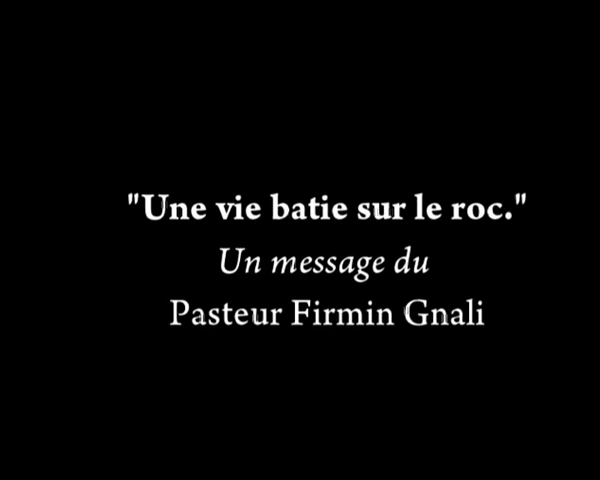 "Une vie batie sur le roc."
Un message du
Pasteur Firmin Gnali